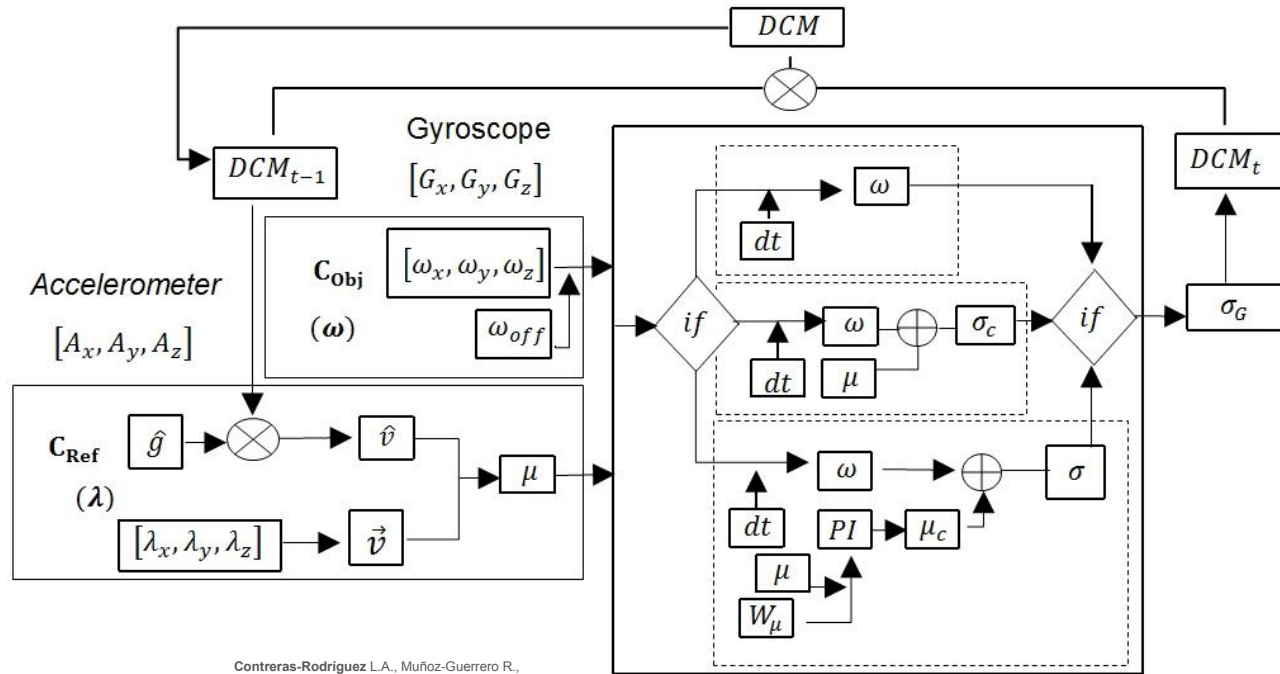 DCM
Gyroscope
[G_x, G_y, G_z]
DCM_{t−1}
DCM_t
ω
dt
C_Obj
[ω_x, ω_y, ω_z]
(ω)
ω_off
Accelerometer
[A_x, A_y, A_z]
if
ω
σ_c
if
σ_G
dt
μ
C_Ref
ĝ
v̂
(λ)
μ
[λ_x, λ_y, λ_z]
v⃗
ω
σ
dt
PI
μ_c
μ
W_μ
Contreras-Rodríguez L.A., Muñoz-Guerrero R.,